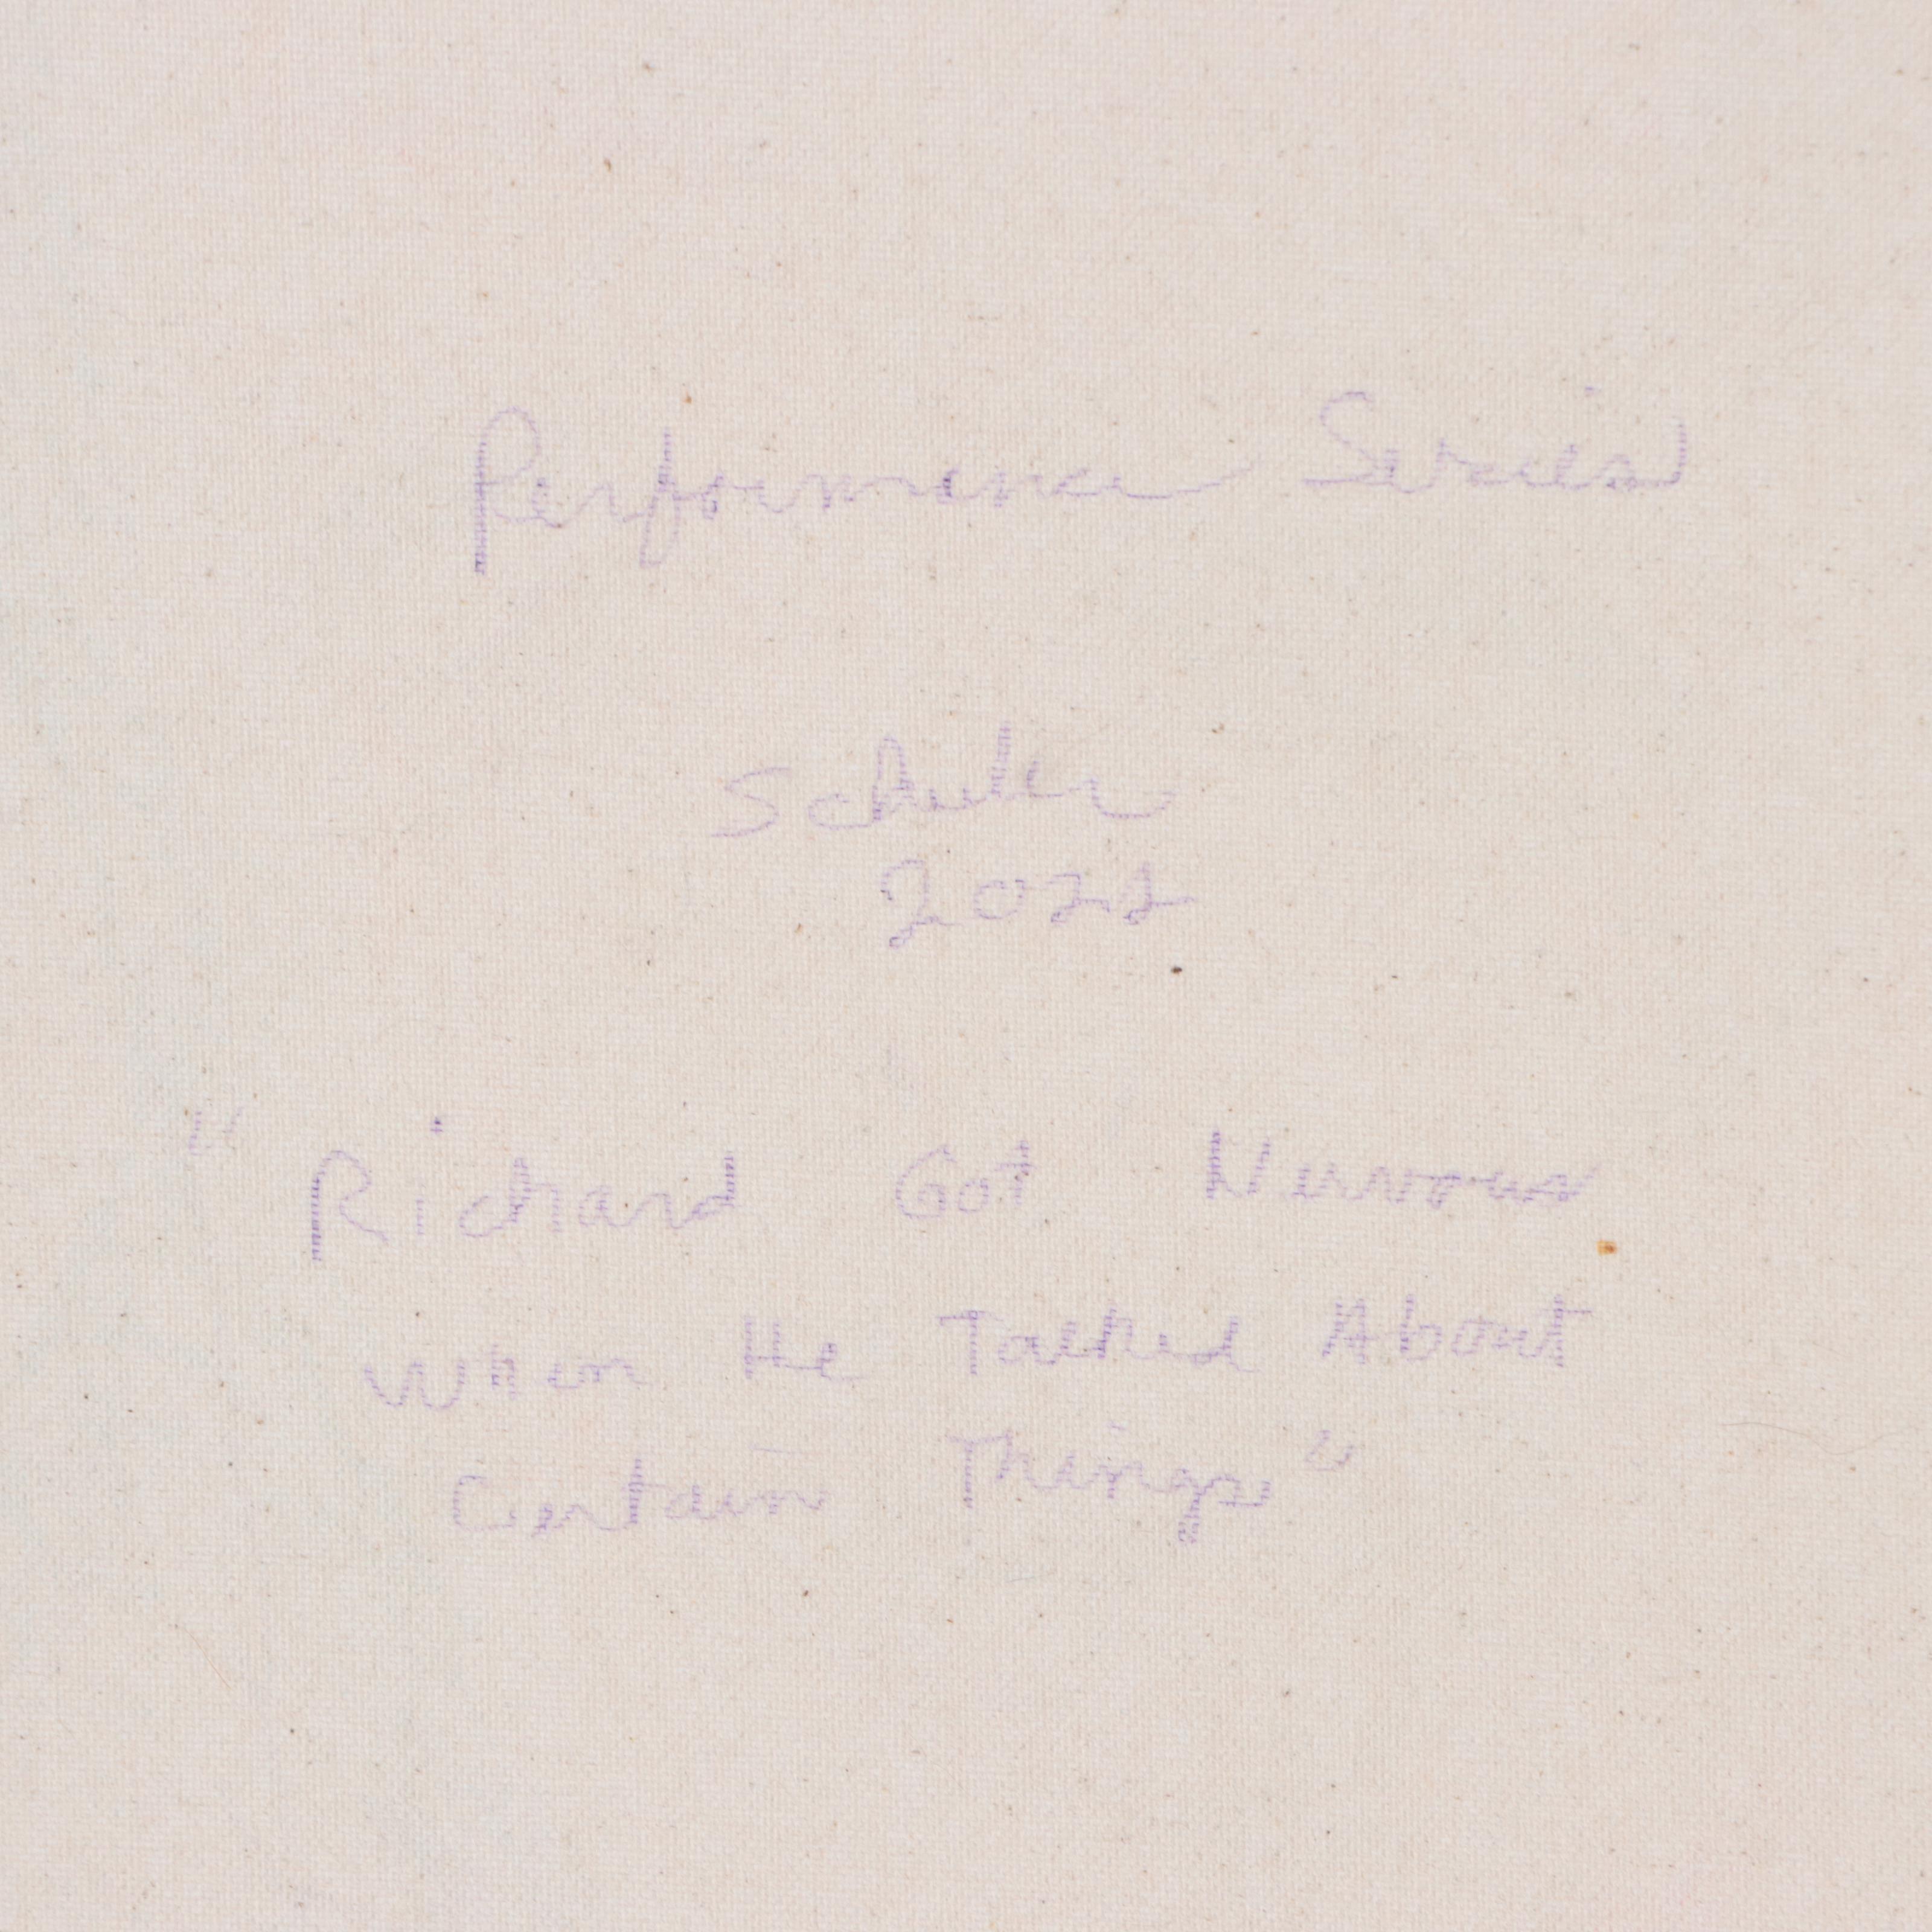 Performance Series
Schuler
2022
"Richard Got Nervous
When He Talked About
Certain Things"